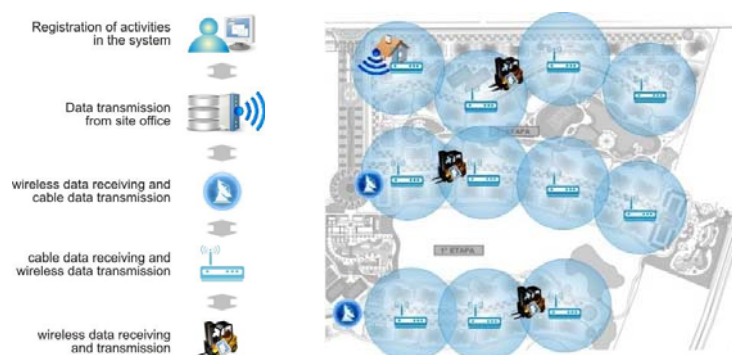 Registration of activities
in the system
Data transmission
from site office
wireless data receiving and
cable data transmission
cable data receiving and
wireless data transmission
wireless data receiving
and transmission
ETAPA
1ª ETAPA